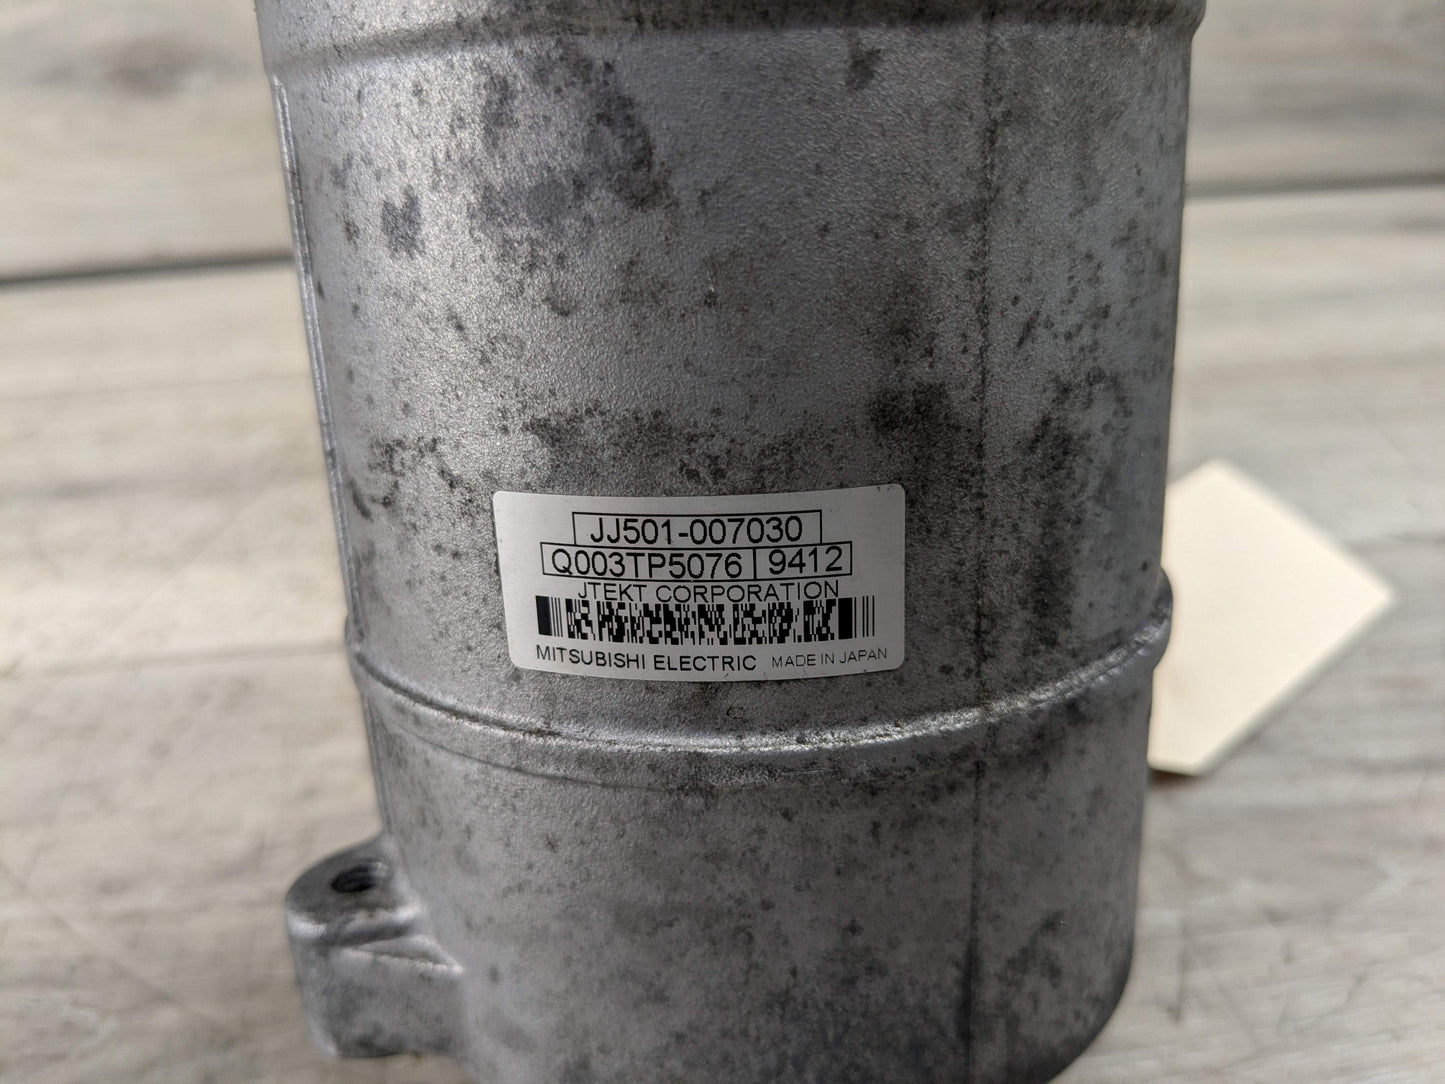 JJ501-007030
Q003TP5076 9412
JTEKT CORPORATION
MITSUBISHI ELECTRIC MADE IN JAPAN